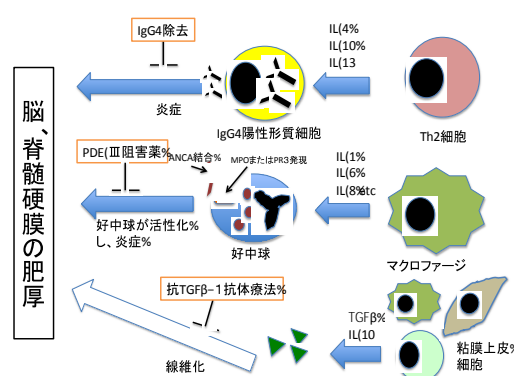 脳、脊髄硬膜の肥厚
IgG4除去
炎症
IgG4陽性形質細胞
IL(4%
IL(10%
IL(13
Th2細胞
PDE(Ⅲ阻害薬%
ANCA結合%
MPOまたはPR3発現
好中球が活性化%
し、炎症%
好中球
IL(1%
IL(6%
IL(8%etc
マクロファージ
抗TGFβ−1抗体療法%
線維化
TGFβ%
IL(10
粘膜上皮%
細胞